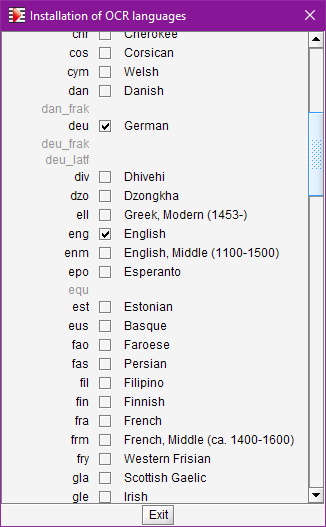 Installation of OCR languages
chr Cherokee
cos Corsican
cym Welsh
dan Danish
dan_frak
deu German
deu_frak
deu_latf
div Dhivehi
dzo Dzongkha
ell Greek, Modern (1453-)
eng English
enm English, Middle (1100-1500)
epo Esperanto
equ
est Estonian
eus Basque
fao Faroese
fas Persian
fil Filipino
fin Finnish
fra French
frm French, Middle (ca. 1400-1600)
fry Western Frisian
gla Scottish Gaelic
gle Irish
Exit